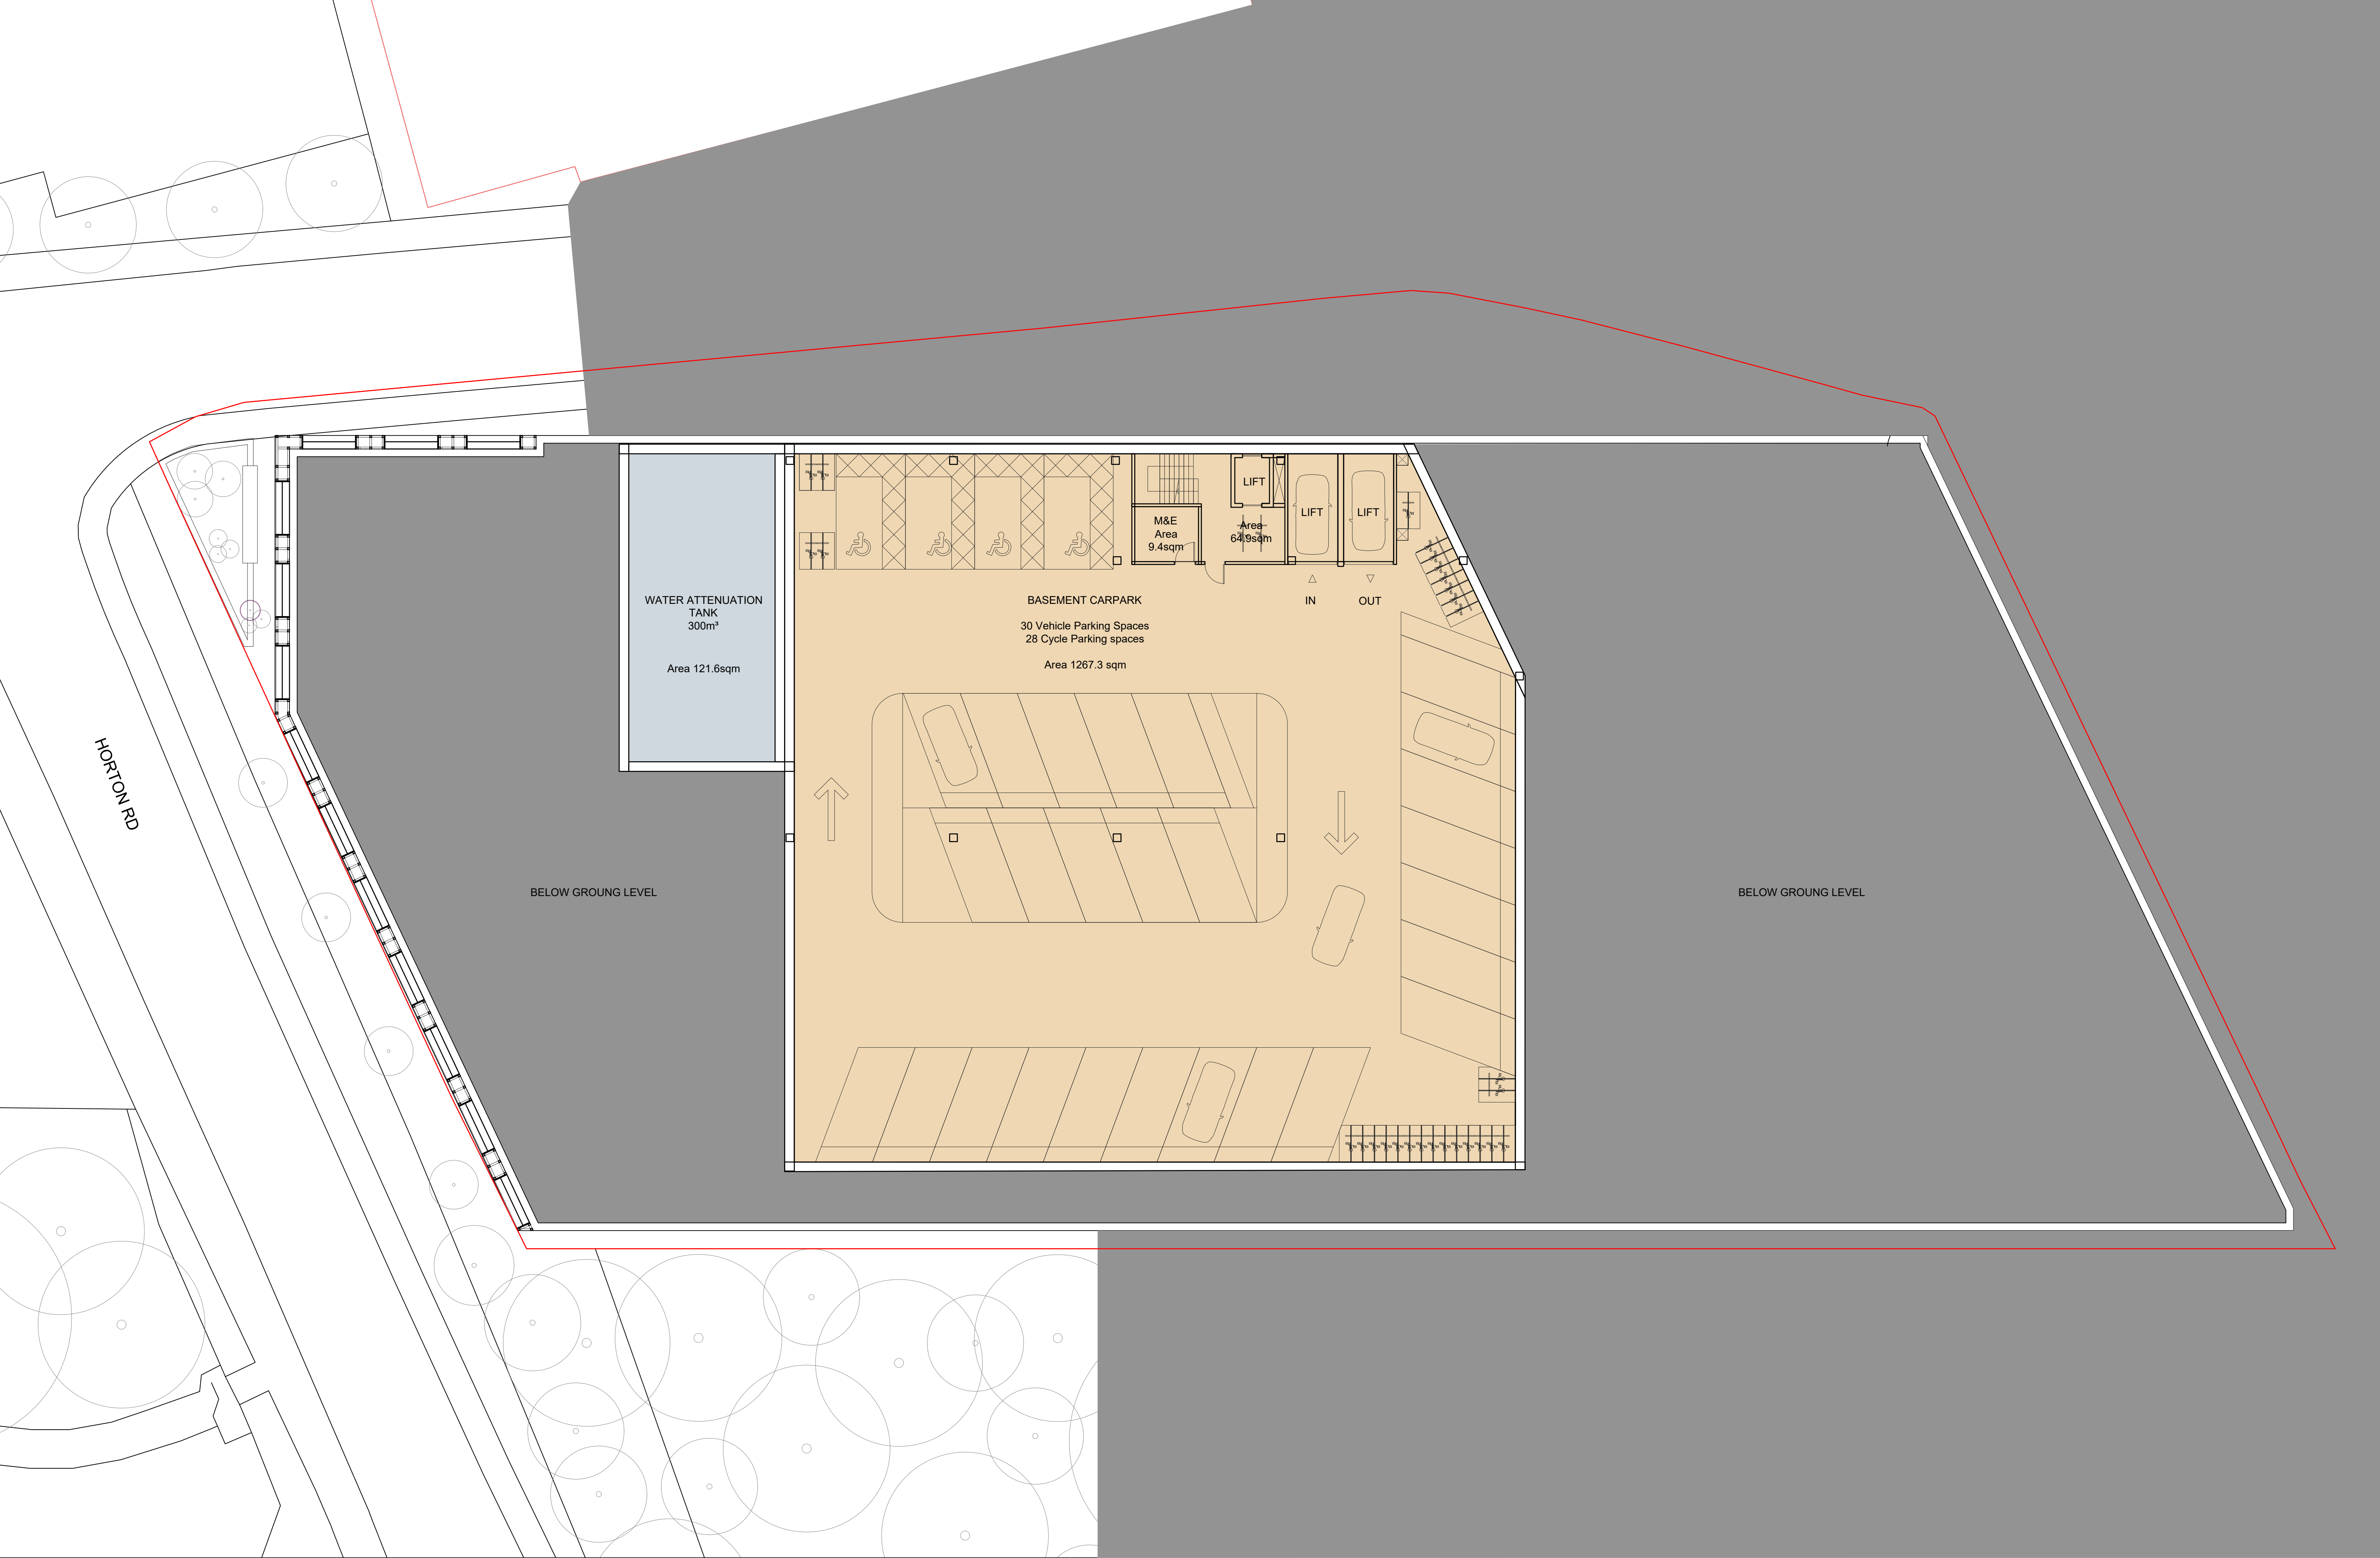 LIFT
LIFT
LIFT
M&E
Area
9.4sqm
Area
64.9sqm
WATER ATTENUATION
TANK
300m³
Area 121.6sqm
BASEMENT CARPARK
30 Vehicle Parking Spaces
28 Cycle Parking spaces
Area 1267.3 sqm
IN
OUT
HORTON RD
BELOW GROUNG LEVEL
BELOW GROUNG LEVEL